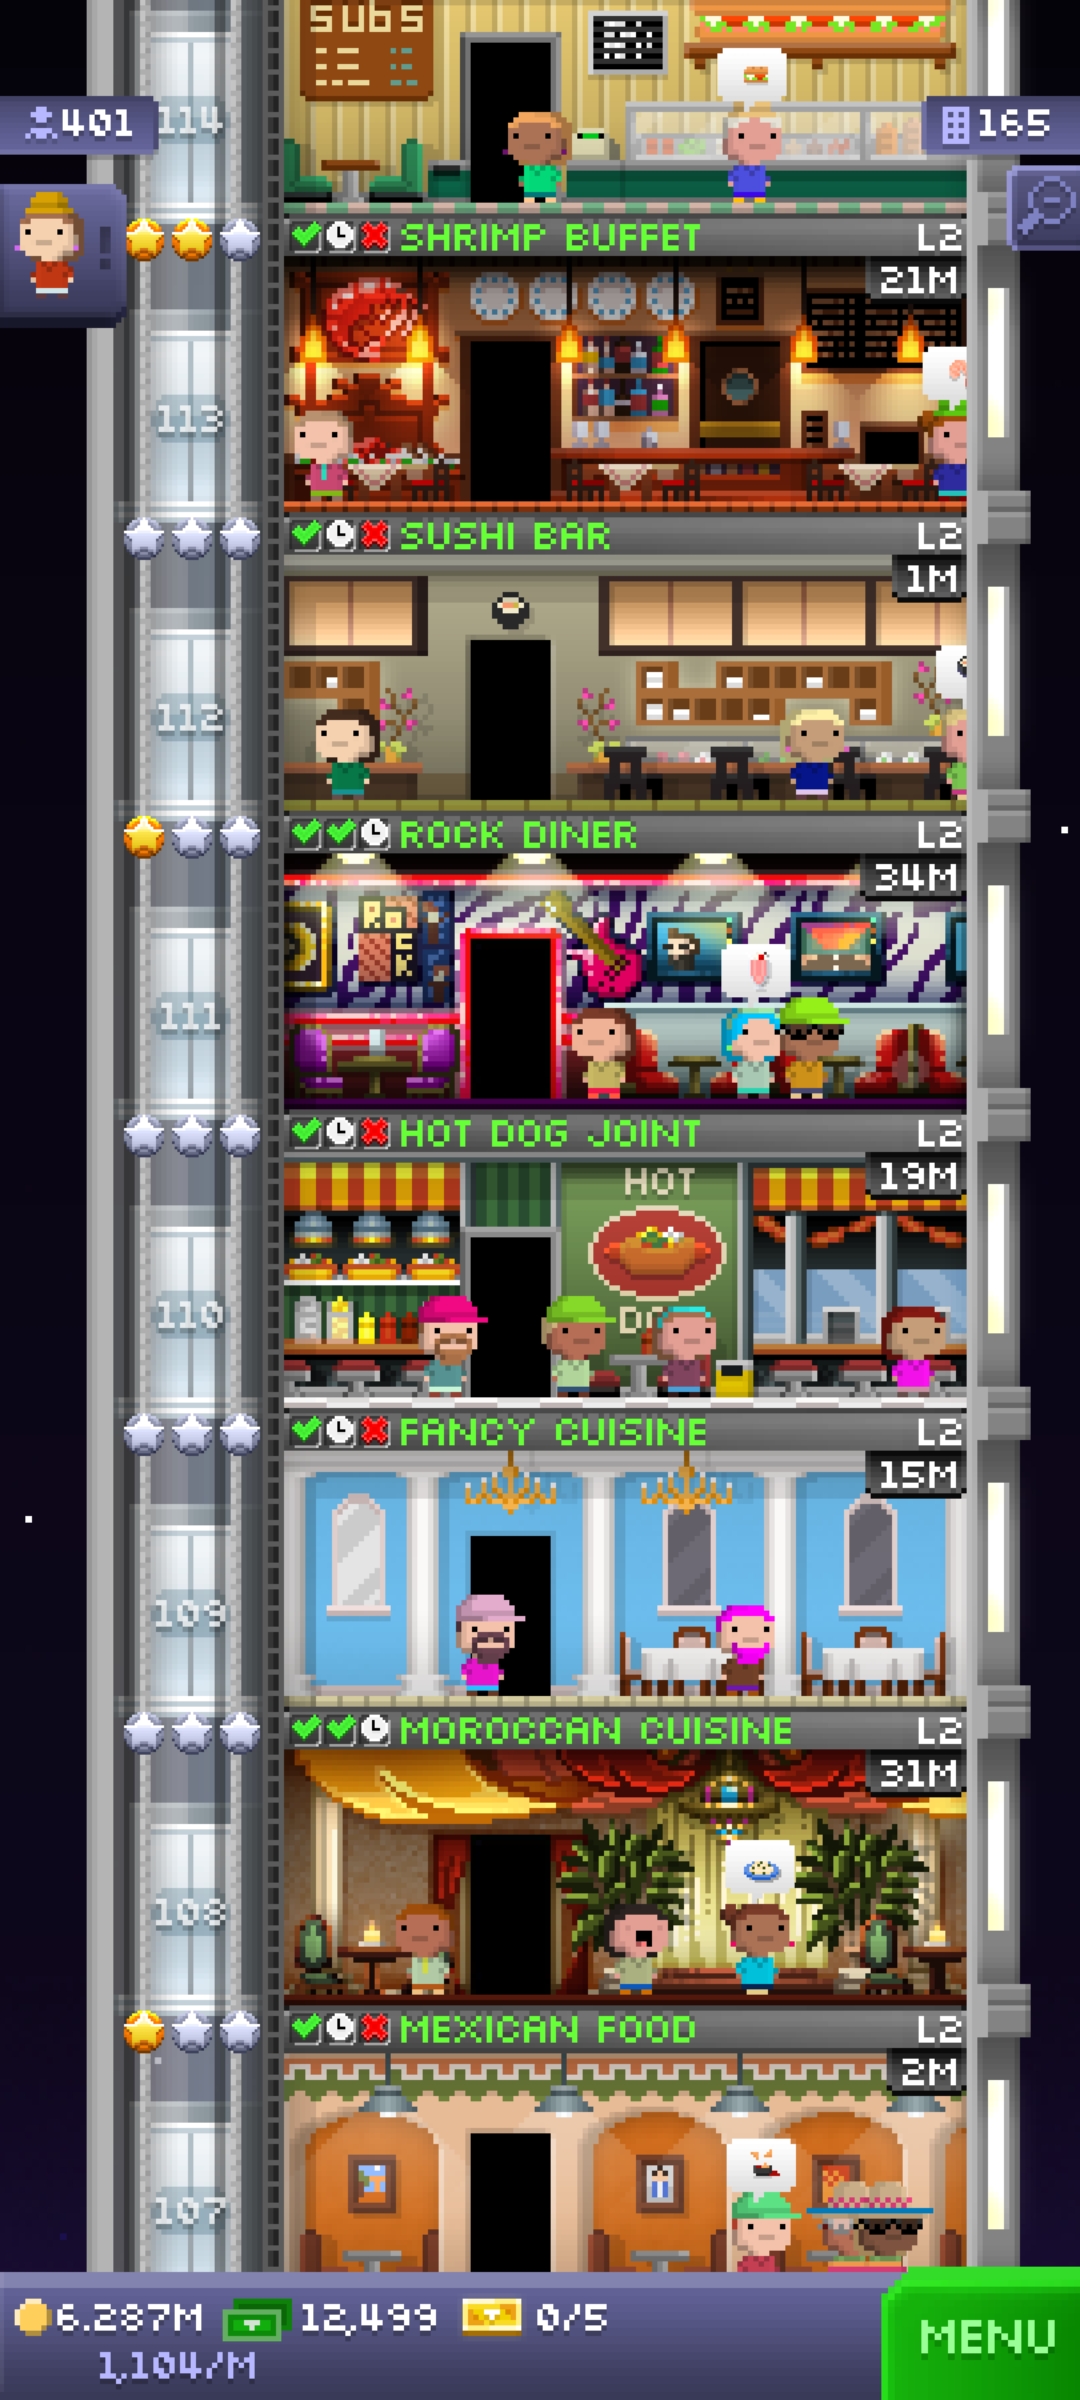 SUBS
401
114
165
SHRIMP BUFFET
L2
21M
113
SUSHI BAR
L2
1M
112
ROCK DINER
L2
34M
ROCK
111
HOT DOG JOINT
L2
19M
HOT
DO
110
FANCY CUISINE
L2
15M
109
MOROCCAN CUISINE
L2
31M
108
MEXICAN FOOD
L2
2M
107
6.287M
12,499
0/5
MENU
1,104/M